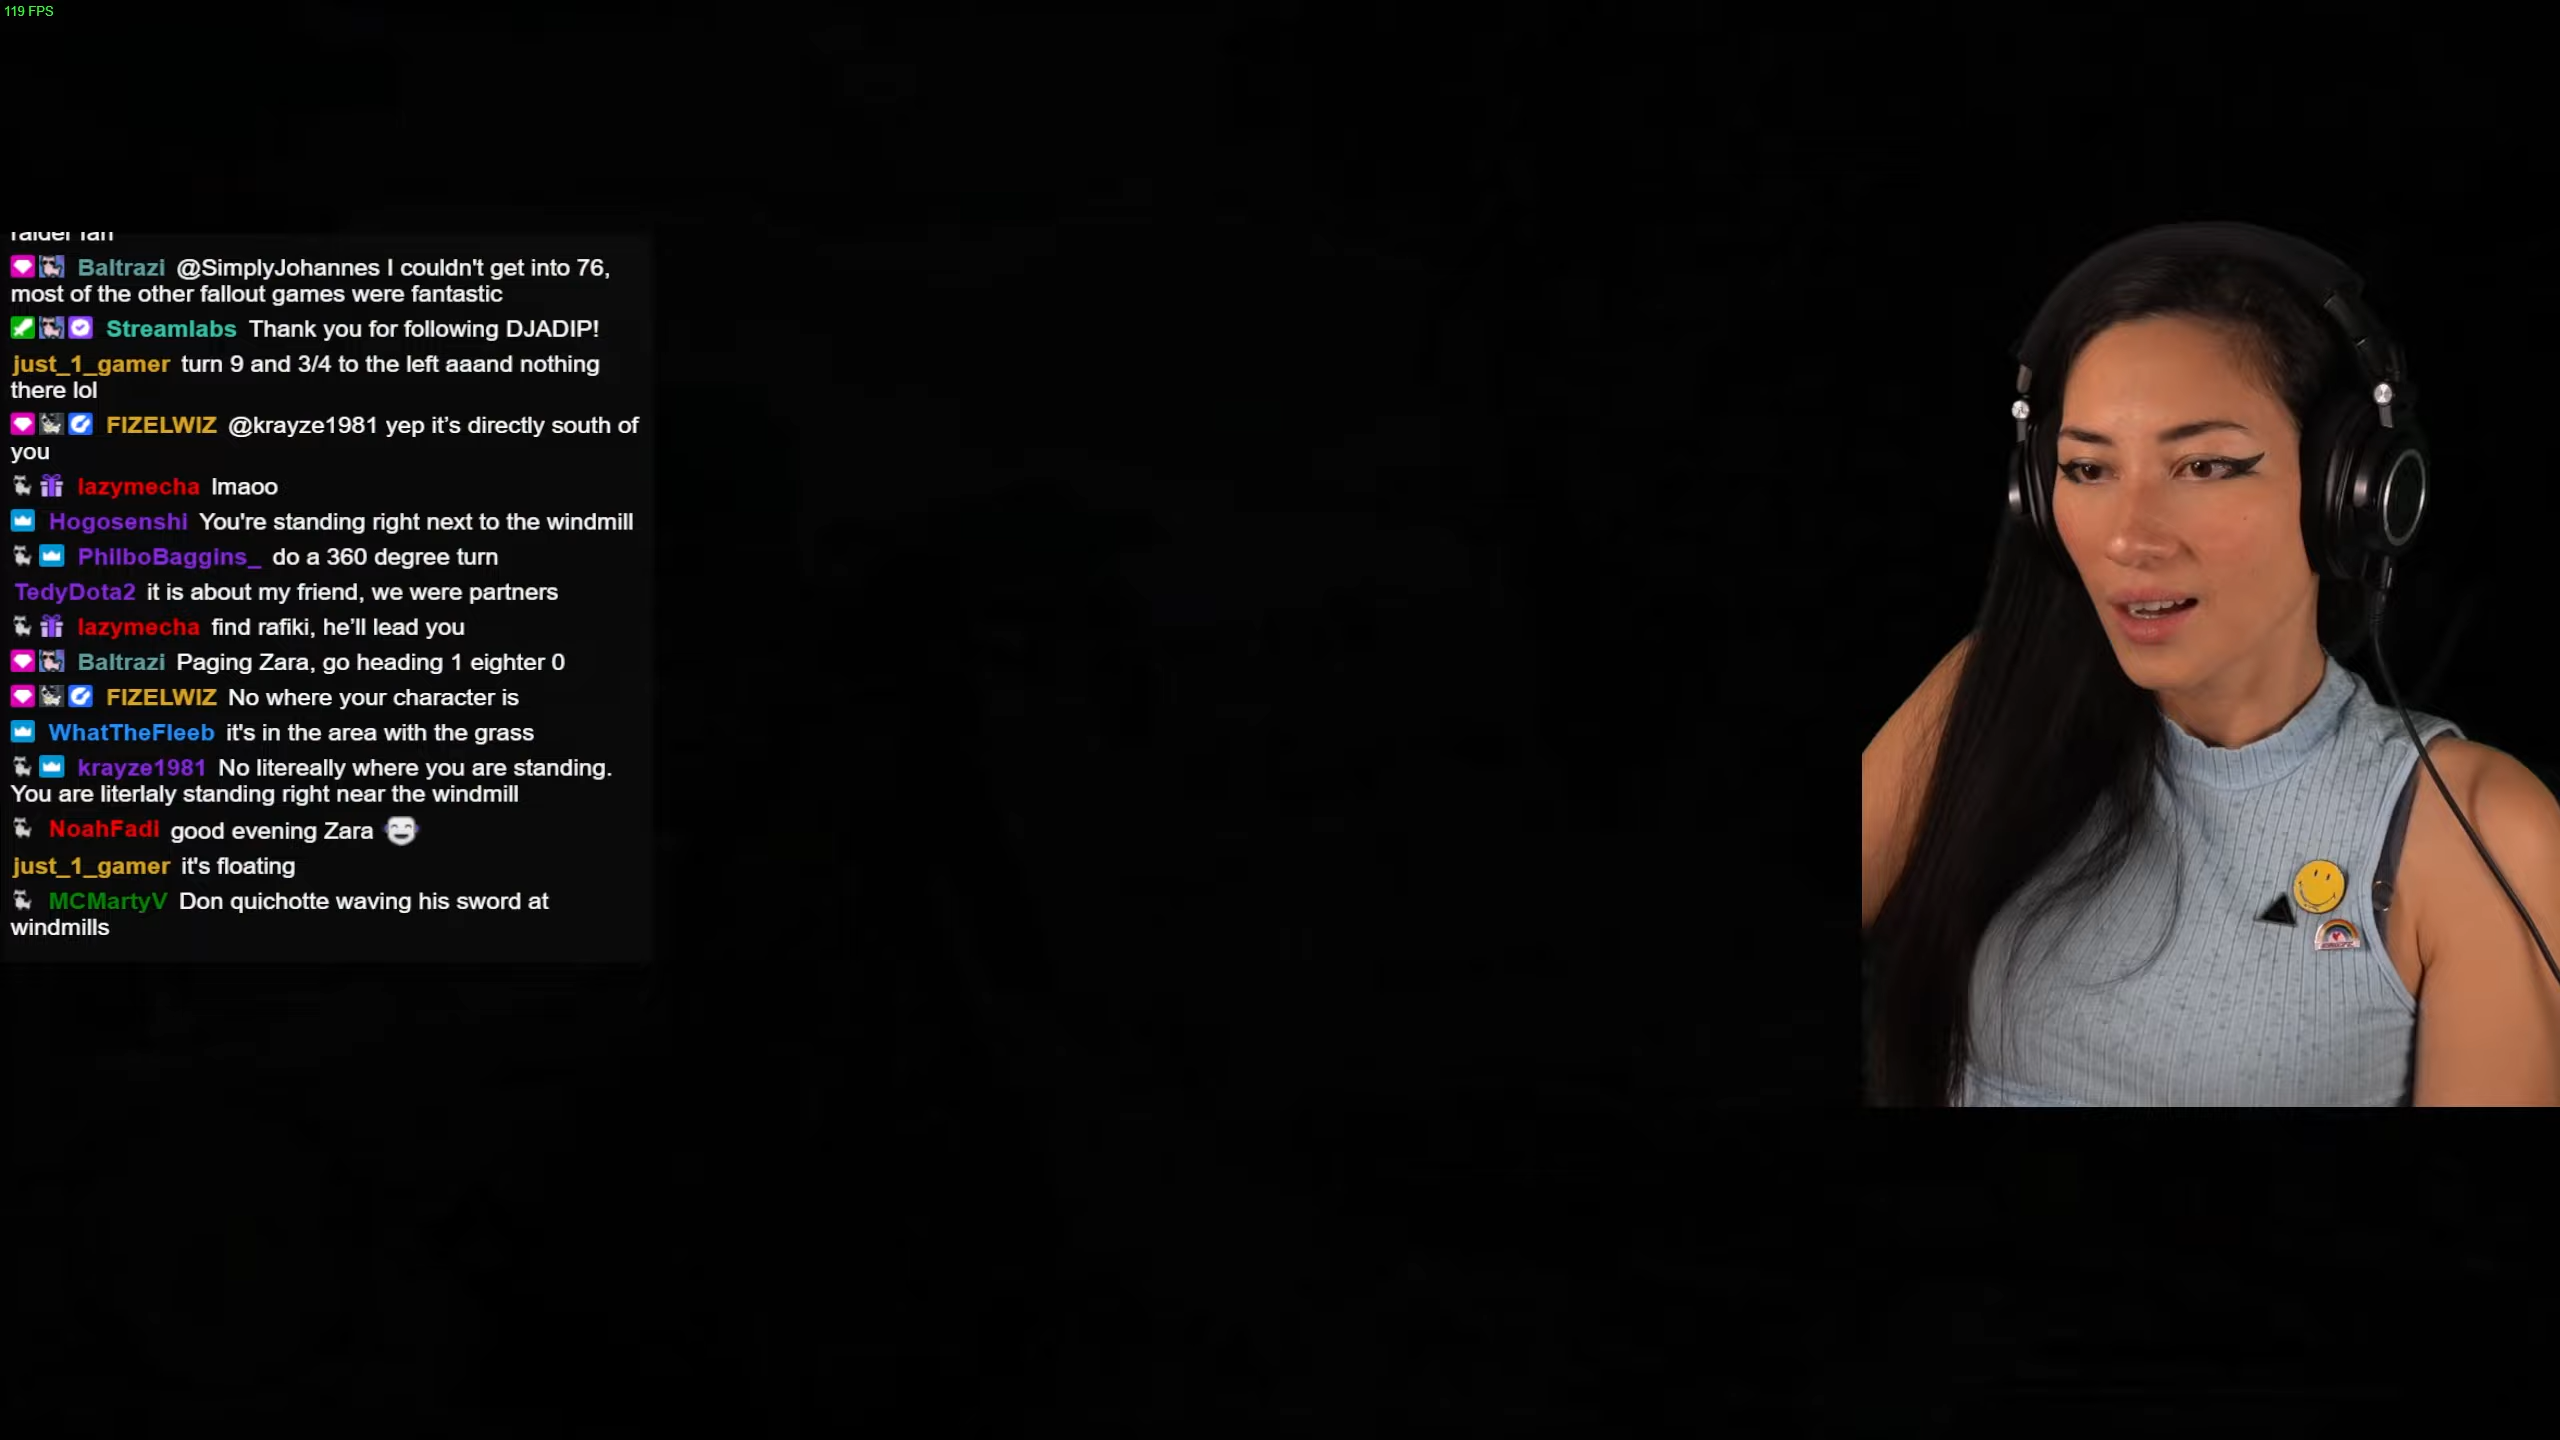 119 FPS
raider fan
Baltrazi @SimplyJohannes I couldn't get into 76,
most of the other fallout games were fantastic
Streamlabs Thank you for following DJADIP!
just_1_gamer turn 9 and 3/4 to the left aaand nothing
there lol
FIZELWIZ @krayze1981 yep it’s directly south of
you
lazymecha lmaoo
Hogosenshi You're standing right next to the windmill
PhilboBaggins_ do a 360 degree turn
TedyDota2 it is about my friend, we were partners
lazymecha find rafiki, he’ll lead you
Baltrazi Paging Zara, go heading 1 eighter 0
FIZELWIZ No where your character is
WhatTheFleeb it's in the area with the grass
krayze1981 No litereally where you are standing.
You are literlaly standing right near the windmill
NoahFadl good evening Zara
just_1_gamer it's floating
MCMartyV Don quichotte waving his sword at
windmills